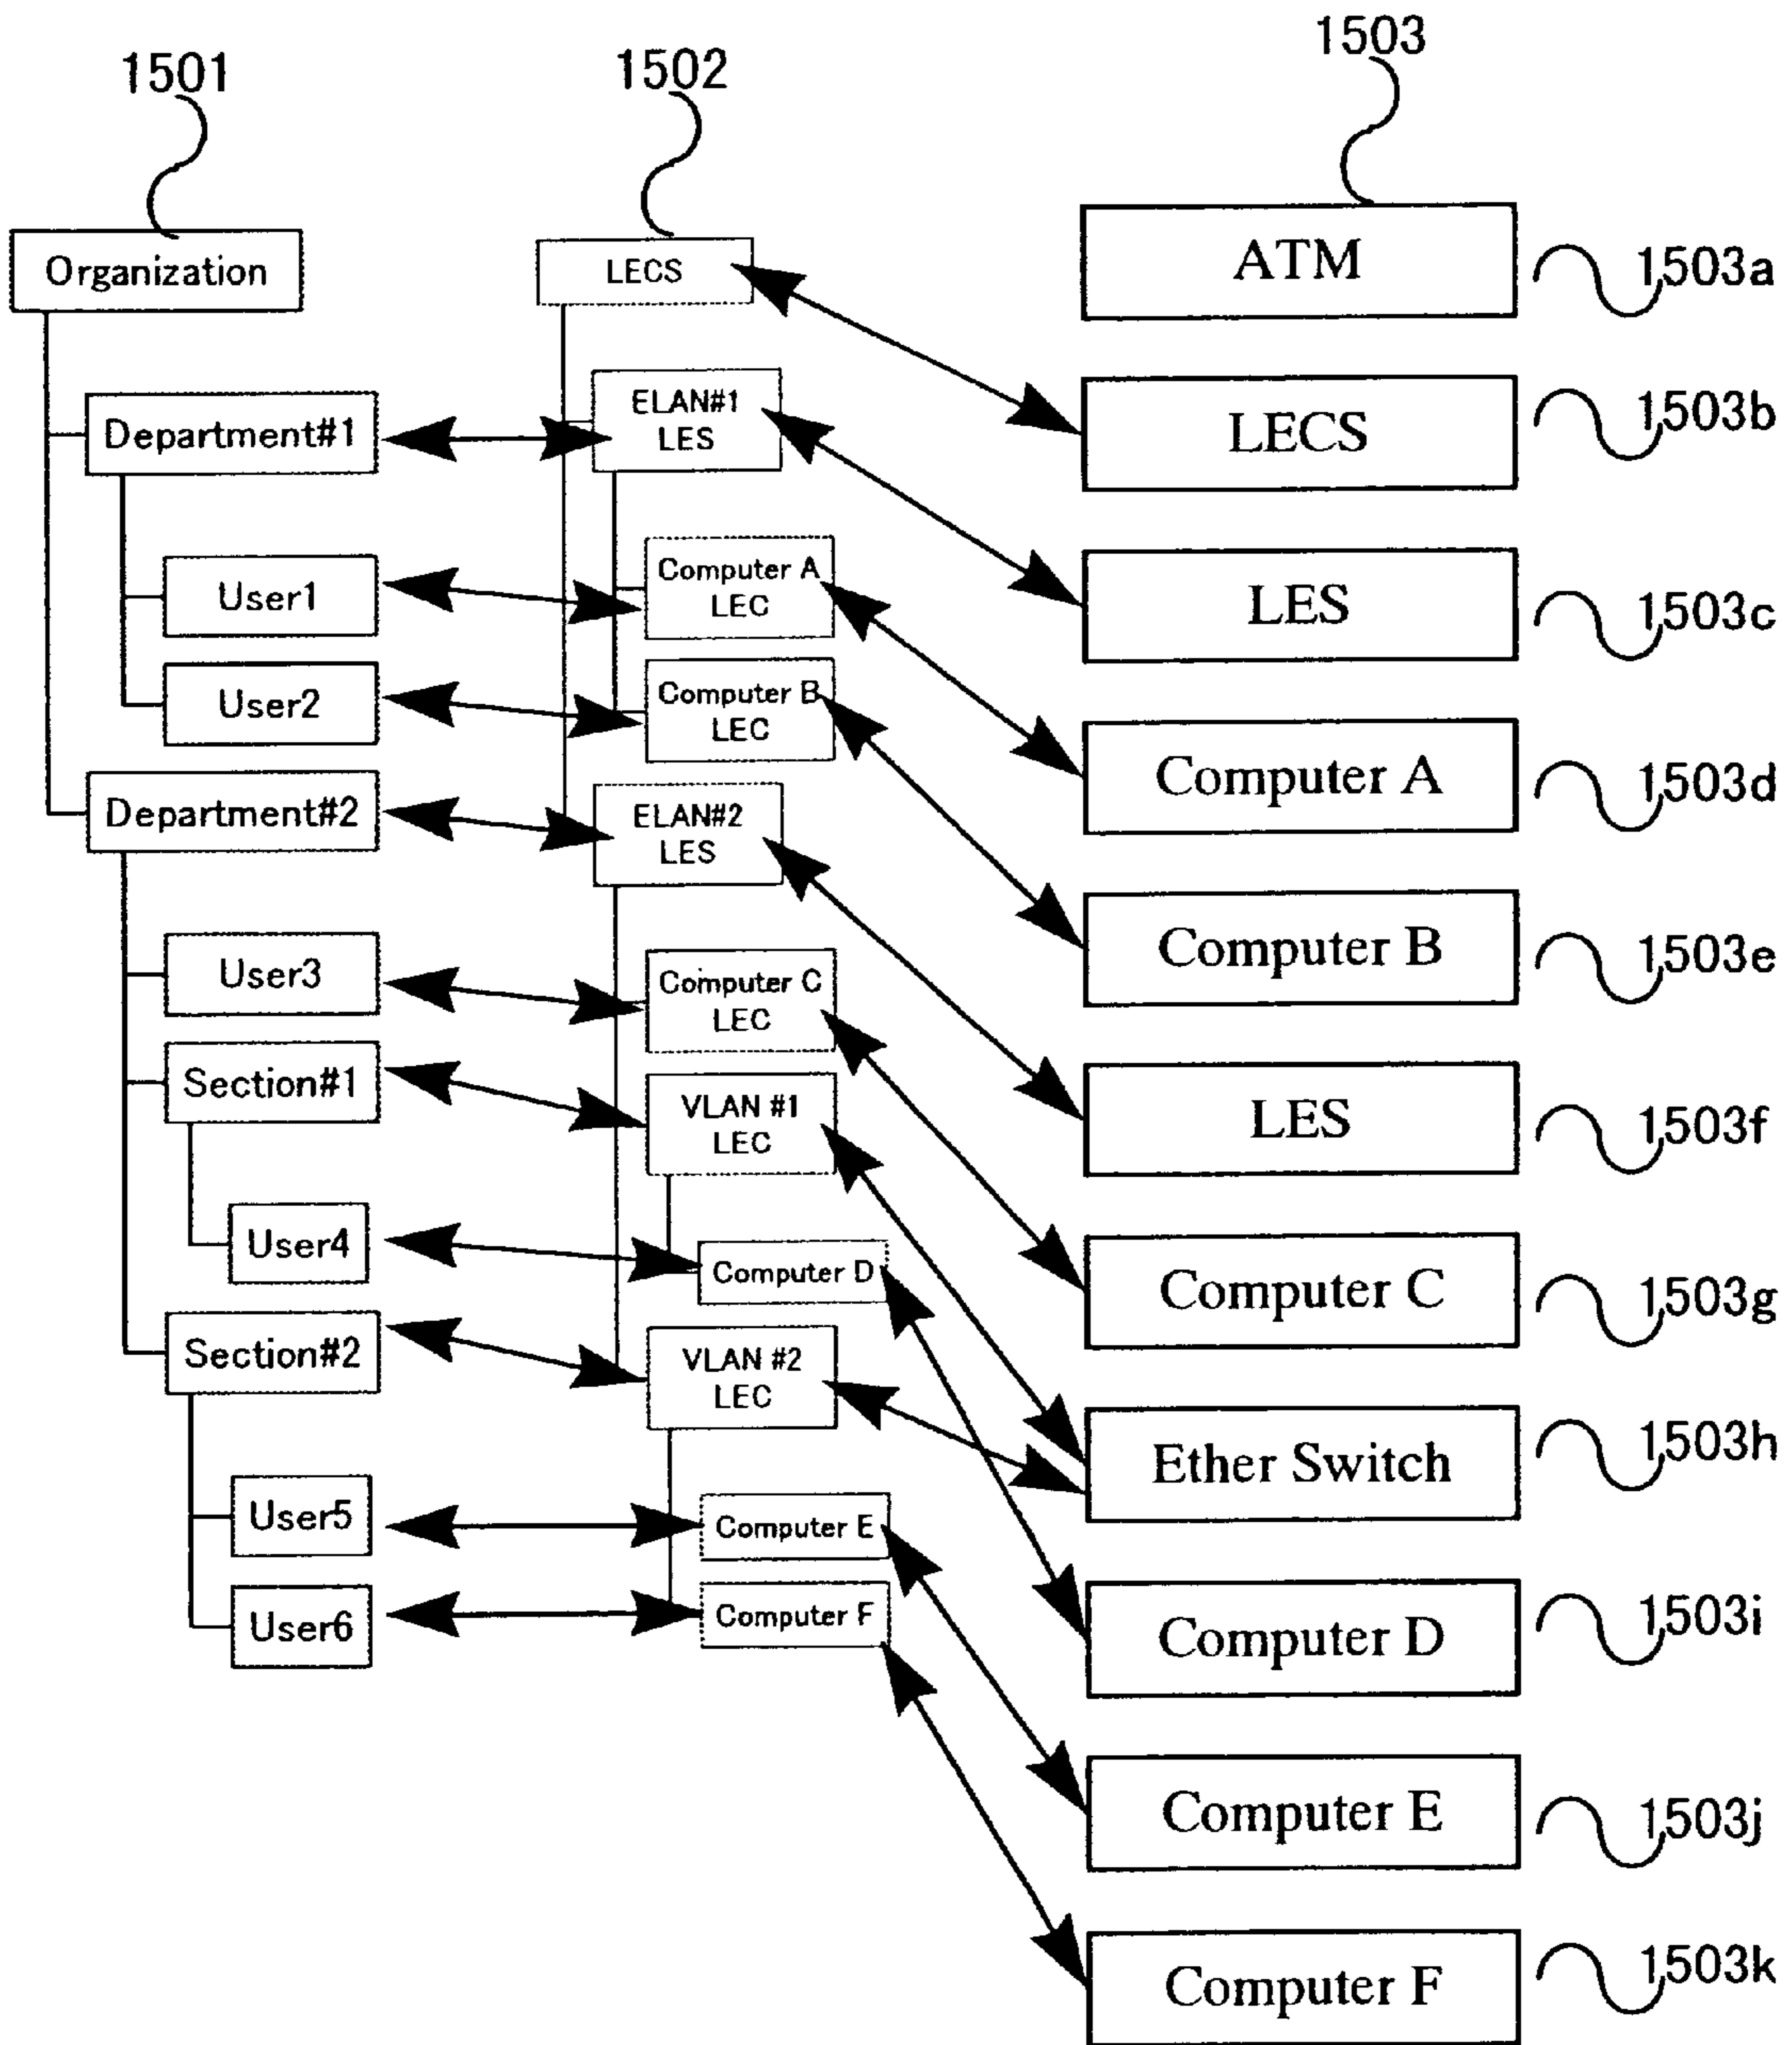 1501
1502
1503
Organization
Department#1
User1
User2
Department#2
User3
Section#1
User4
Section#2
User5
User6
LECS
ELAN#1
LES
Computer A
LEC
Computer B
LEC
ELAN#2
LES
Computer C
LEC
VLAN #1
LEC
Computer D
VLAN #2
LEC
Computer E
Computer F
ATM
1503a
LECS
1503b
LES
1503c
Computer A
1503d
Computer B
1503e
LES
1503f
Computer C
1503g
Ether Switch
1503h
Computer D
1503i
Computer E
1503j
Computer F
1503k